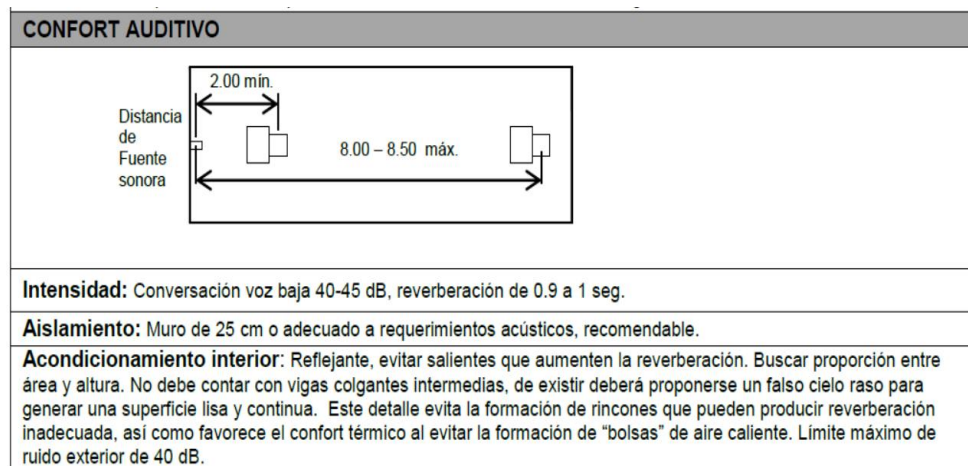 CONFORT AUDITIVO
2.00 mín.
Distancia
de
Fuente
sonora
8.00 – 8.50 máx.
Intensidad: Conversación voz baja 40-45 dB, reverberación de 0.9 a 1 seg.
Aislamiento: Muro de 25 cm o adecuado a requerimientos acústicos, recomendable.
Acondicionamiento interior: Reflejante, evitar salientes que aumenten la reverberación. Buscar proporción entre
área y altura. No debe contar con vigas colgantes intermedias, de existir deberá proponerse un falso cielo raso para
generar una superficie lisa y continua. Este detalle evita la formación de rincones que pueden producir reverberación
inadecuada, así como favorece el confort térmico al evitar la formación de “bolsas” de aire caliente. Límite máximo de
ruido exterior de 40 dB.